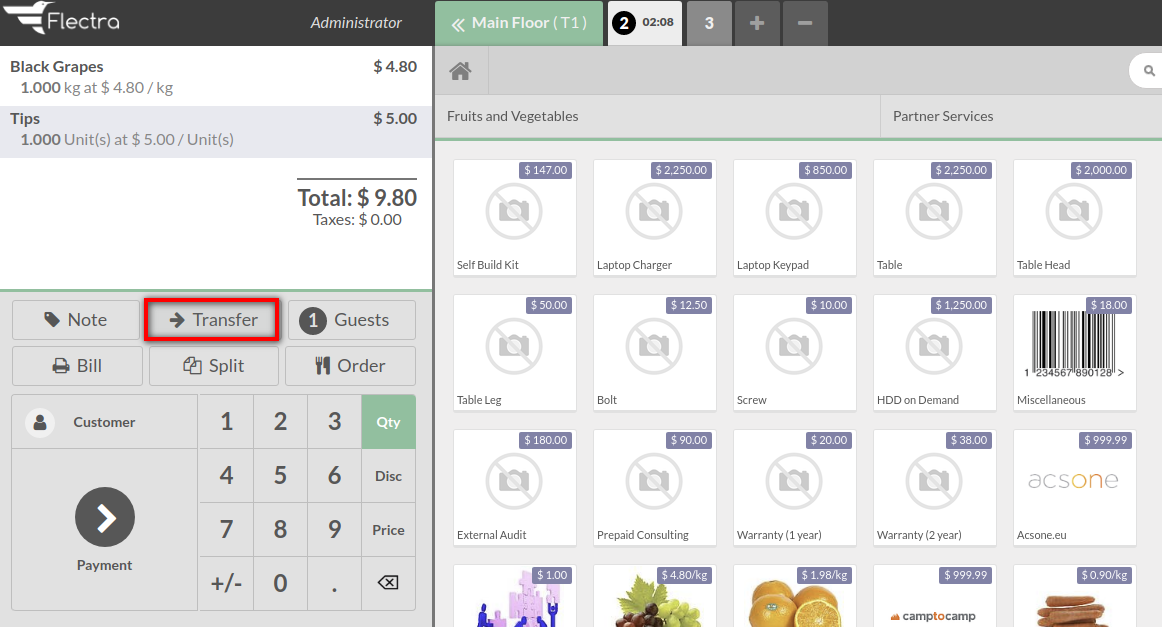 Flectra
Administrator
Main Floor ( T1 )
2 02:08
3
Black Grapes $ 4.80
1.000 kg at $ 4.80 / kg
Tips $ 5.00
1.000 Unit(s) at $ 5.00 / Unit(s)
Total: $ 9.80
Taxes: $ 0.00
Note
Transfer
1 Guests
Bill
Split
Order
Customer
1 2 3 Qty
4 5 6 Disc
7 8 9 Price
+/- 0 .
Payment
Fruits and Vegetables
Partner Services
$ 147.00
Self Build Kit
$ 2,250.00
Laptop Charger
$ 850.00
Laptop Keypad
$ 2,250.00
Table
$ 2,000.00
Table Head
$ 50.00
Table Leg
$ 12.50
Bolt
$ 10.00
Screw
$ 1,250.00
HDD on Demand
$ 18.00
1 234567 890128 >
Miscellaneous
$ 180.00
External Audit
$ 90.00
Prepaid Consulting
$ 20.00
Warranty (1 year)
$ 38.00
Warranty (2 year)
$ 999.99
acsone
Acsone.eu
$ 1.00
$ 4.80/kg
$ 1.98/kg
$ 999.99
camptocamp
$ 0.90/kg